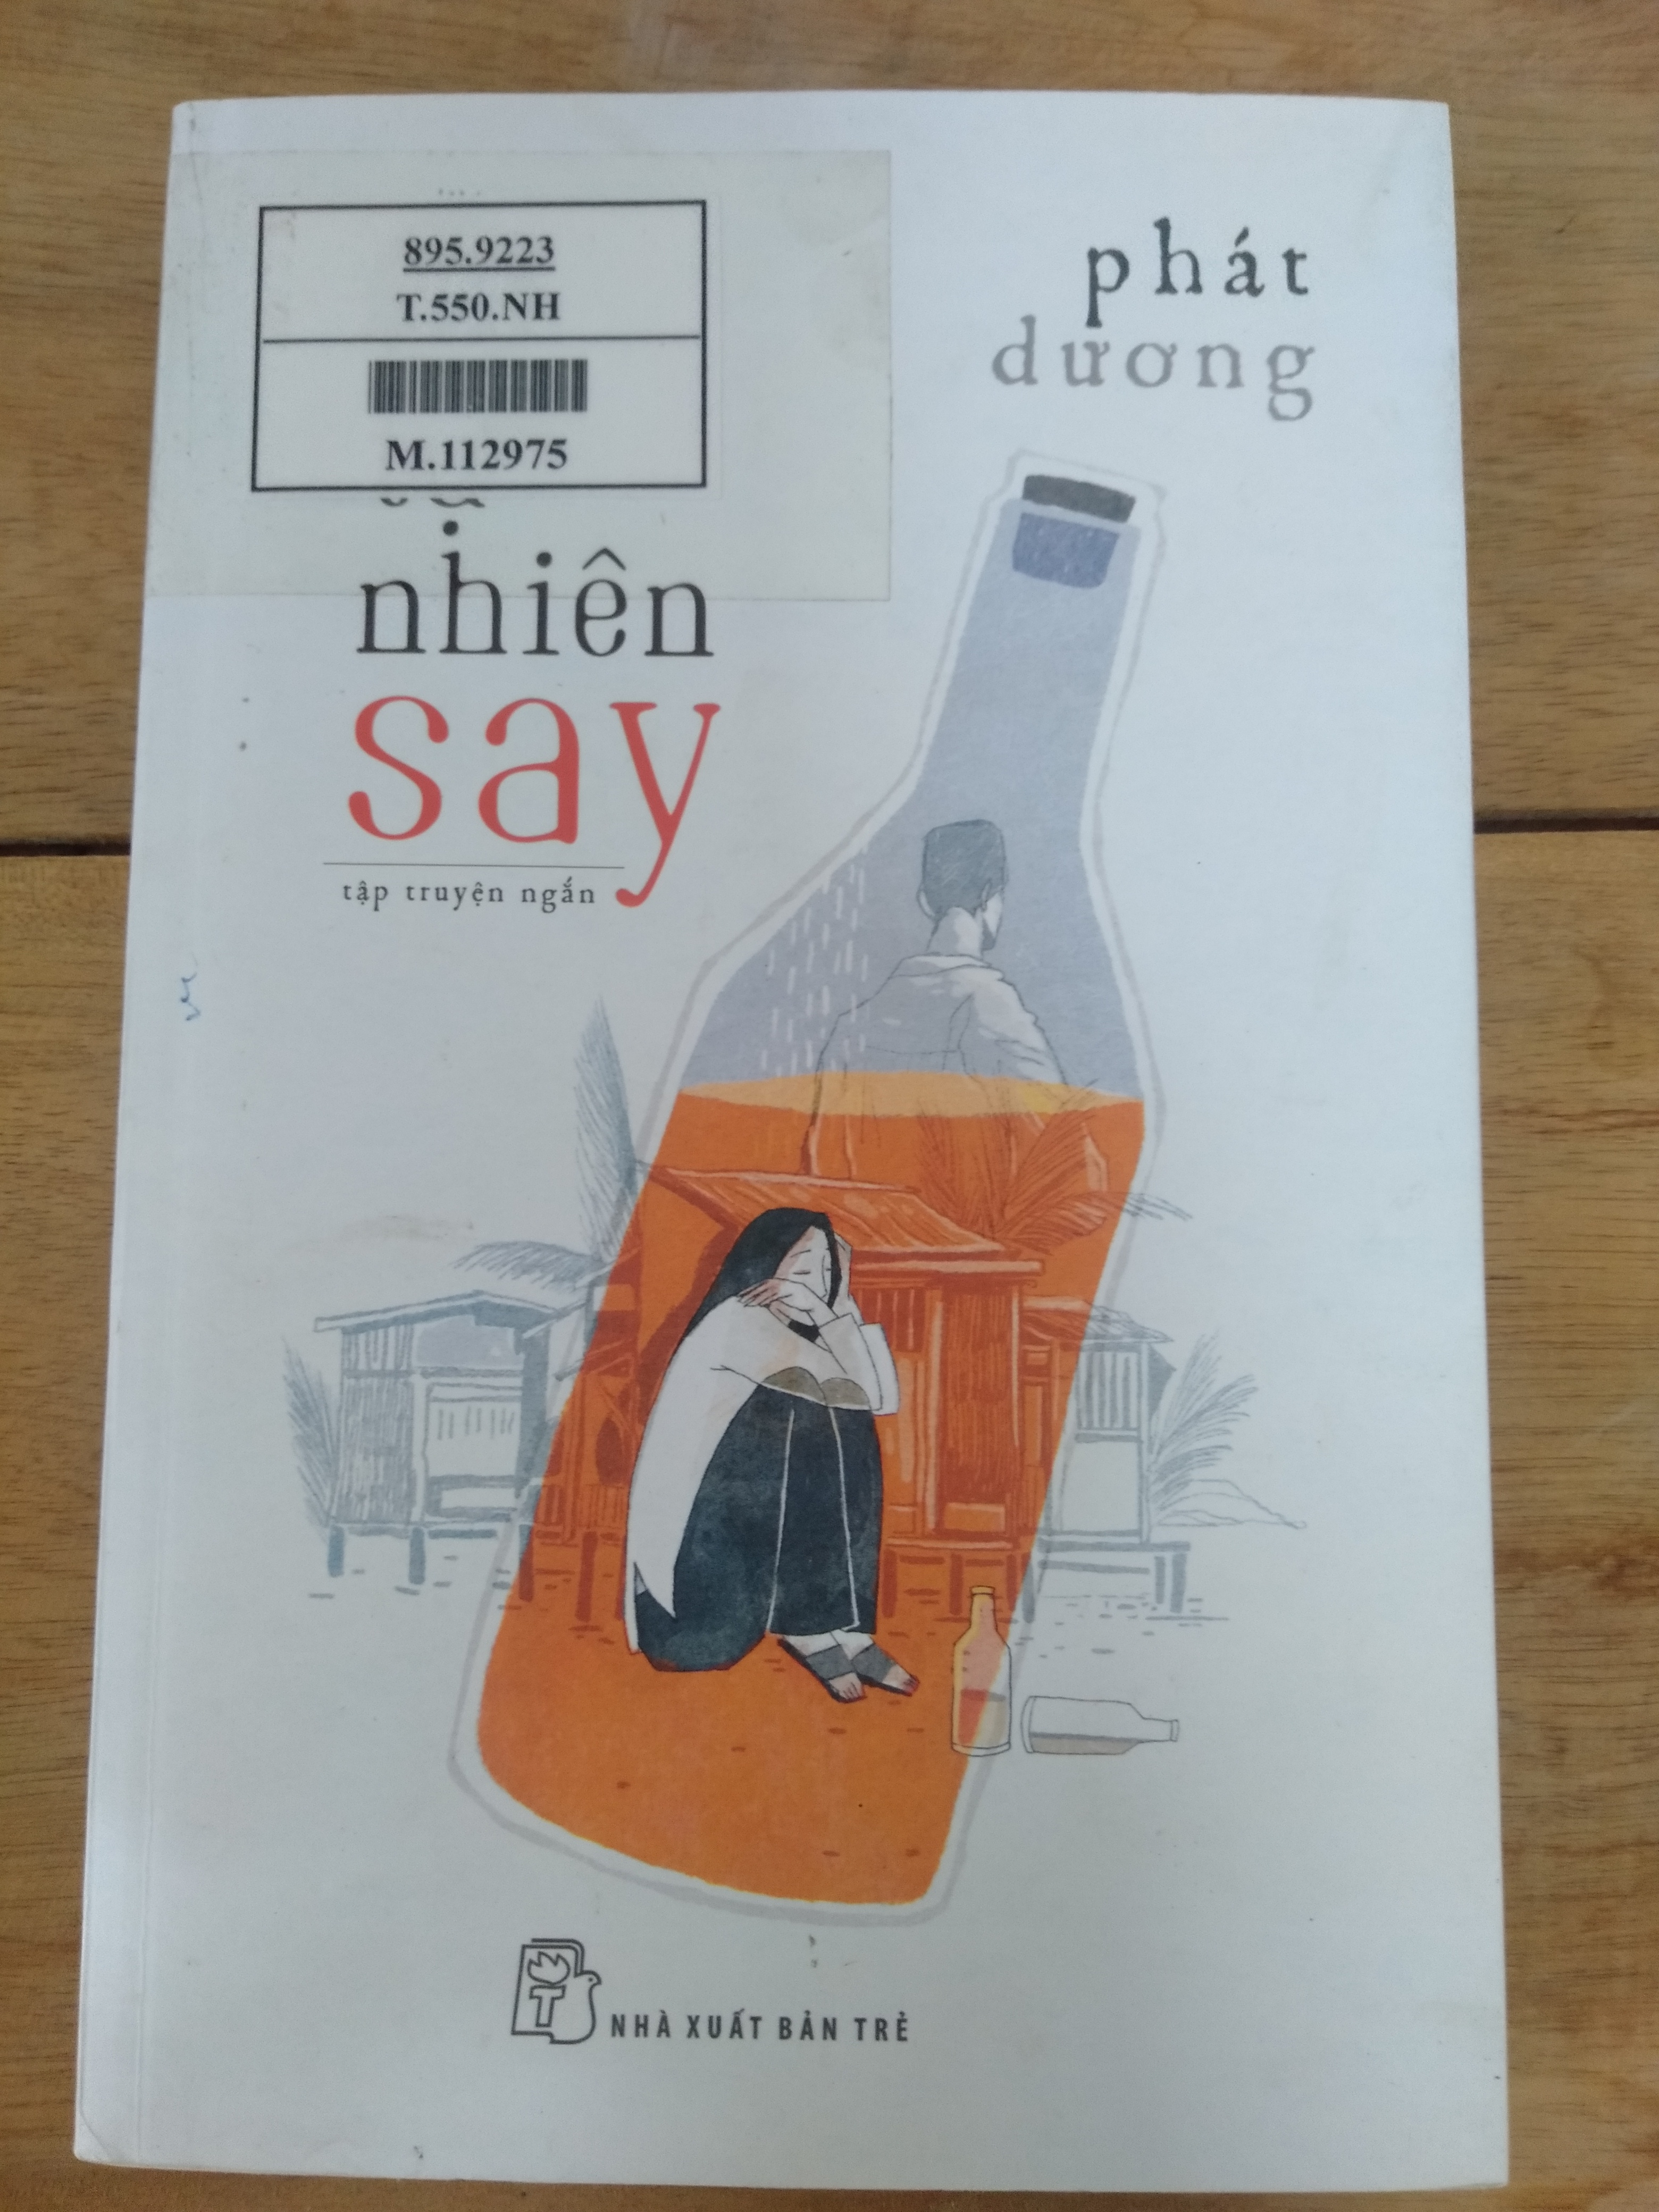 895.9223
T.550.NH
M.112975
phát
dương
nhiên
say
tập truyện ngắn
NHÀ XUẤT BẢN TRẺ